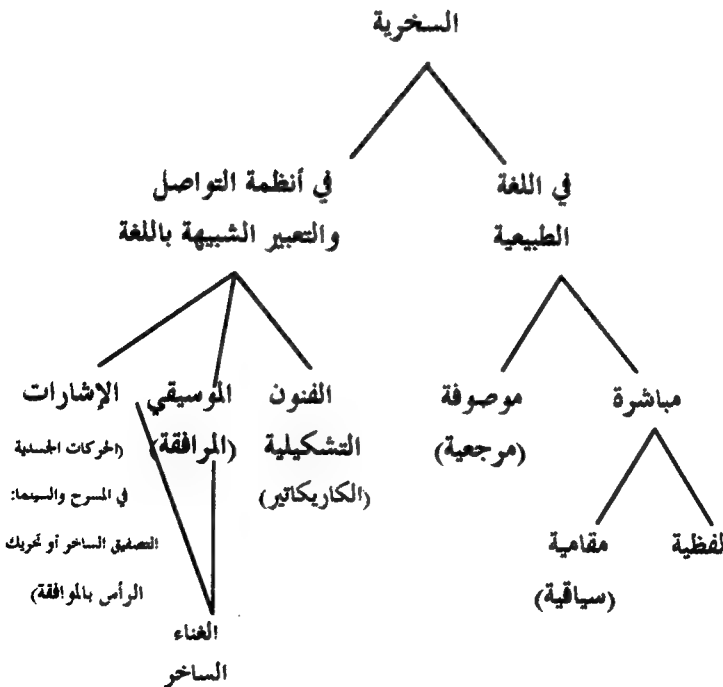 السخرية
في اللغة
الطبيعية
في أنظمة التواصل
والتعبير الشبيهة باللغة
مباشرة
موصوفة
(مرجعية)
لفظية
مقامية
(سياقية)
الفنون
التشكيلية
(الكاريكاتير)
الموسيقي
(المرافقة)
الإشارات
(الحركات الجسدية
في المسرح والسينما:
التصفيق الساخر أو تحريك
الرأس بالموافقة)
الغناء
الساخر